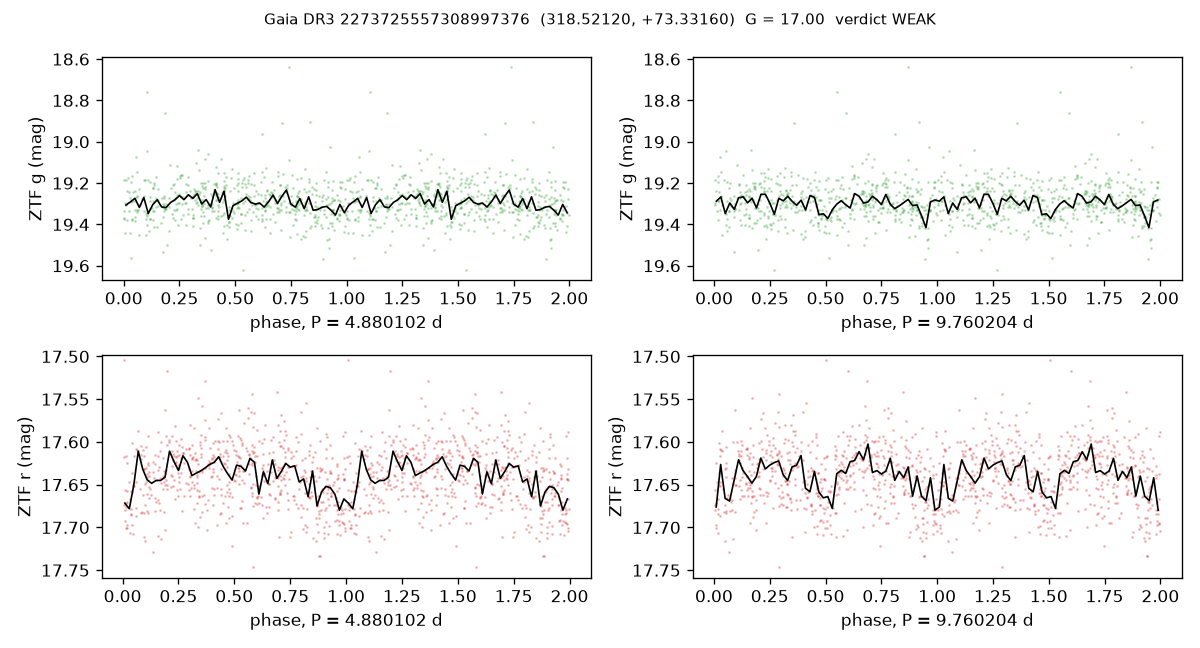 Gaia DR3 2273725557308997376 (318.52120, +73.33160) G = 17.00 verdict WEAK
ZTF g (mag)
18.6
18.8
19.0
19.2
19.4
19.6
0.00 0.25 0.50 0.75 1.00 1.25 1.50 1.75 2.00
phase, P = 4.880102 d
ZTF g (mag)
18.6
18.8
19.0
19.2
19.4
19.6
0.00 0.25 0.50 0.75 1.00 1.25 1.50 1.75 2.00
phase, P = 9.760204 d
ZTF r (mag)
17.50
17.55
17.60
17.65
17.70
17.75
0.00 0.25 0.50 0.75 1.00 1.25 1.50 1.75 2.00
phase, P = 4.880102 d
ZTF r (mag)
17.50
17.55
17.60
17.65
17.70
17.75
0.00 0.25 0.50 0.75 1.00 1.25 1.50 1.75 2.00
phase, P = 9.760204 d